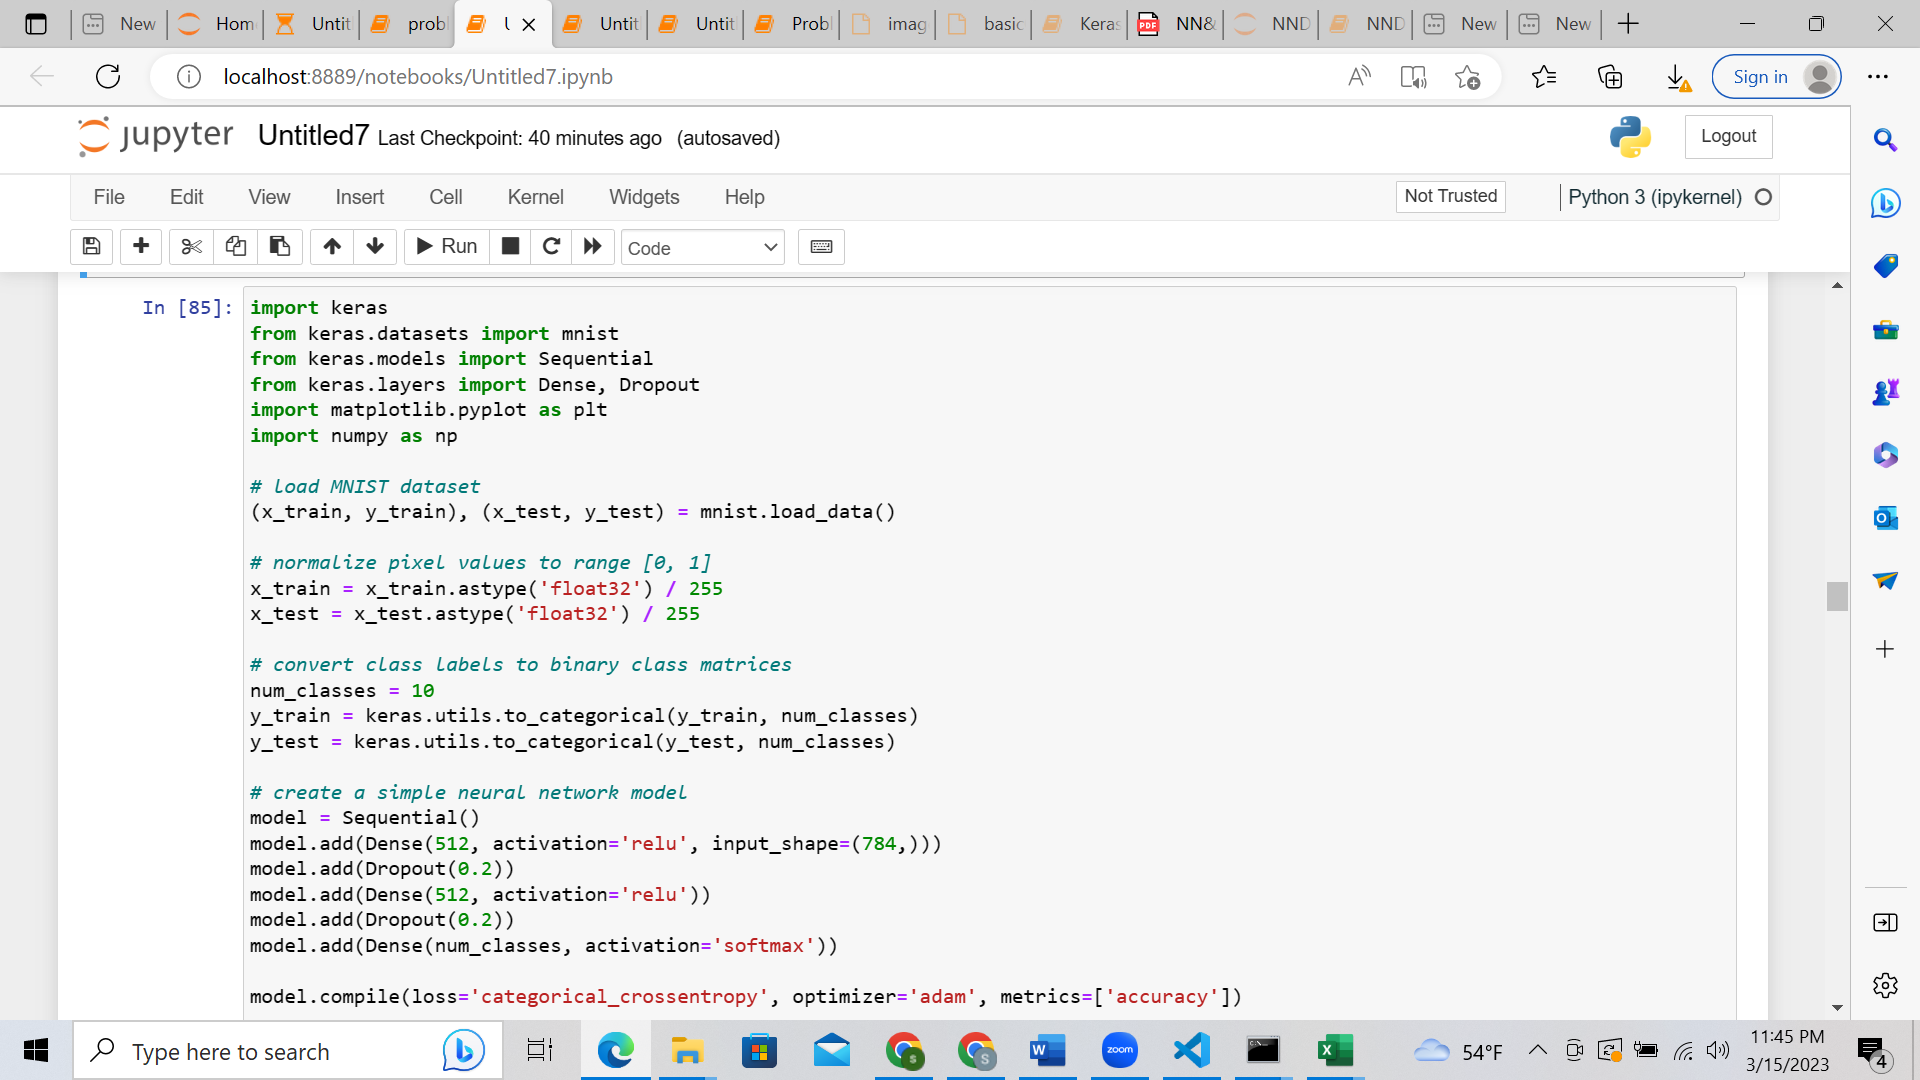 New
Hom
Untit
probl
U
Untit
Untit
Probl
imag
basic
Keras
PDF
NN&
NND
NND
New
New
localhost:8889/notebooks/Untitled7.ipynb
Sign in
jupyter Untitled7 Last Checkpoint: 40 minutes ago (autosaved)
Logout
File Edit View Insert Cell Kernel Widgets Help
Not Trusted
Python 3 (ipykernel)
Run
Code
In [85]:
import keras
from keras.datasets import mnist
from keras.models import Sequential
from keras.layers import Dense, Dropout
import matplotlib.pyplot as plt
import numpy as np
# load MNIST dataset
(x_train, y_train), (x_test, y_test) = mnist.load_data()
# normalize pixel values to range [0, 1]
x_train = x_train.astype('float32') / 255
x_test = x_test.astype('float32') / 255
# convert class labels to binary class matrices
num_classes = 10
y_train = keras.utils.to_categorical(y_train, num_classes)
y_test = keras.utils.to_categorical(y_test, num_classes)
# create a simple neural network model
model = Sequential()
model.add(Dense(512, activation='relu', input_shape=(784,)))
model.add(Dropout(0.2))
model.add(Dense(512, activation='relu'))
model.add(Dropout(0.2))
model.add(Dense(num_classes, activation='softmax'))
model.compile(loss='categorical_crossentropy', optimizer='adam', metrics=['accuracy'])
Type here to search
zoom
54°F
11:45 PM
3/15/2023
4